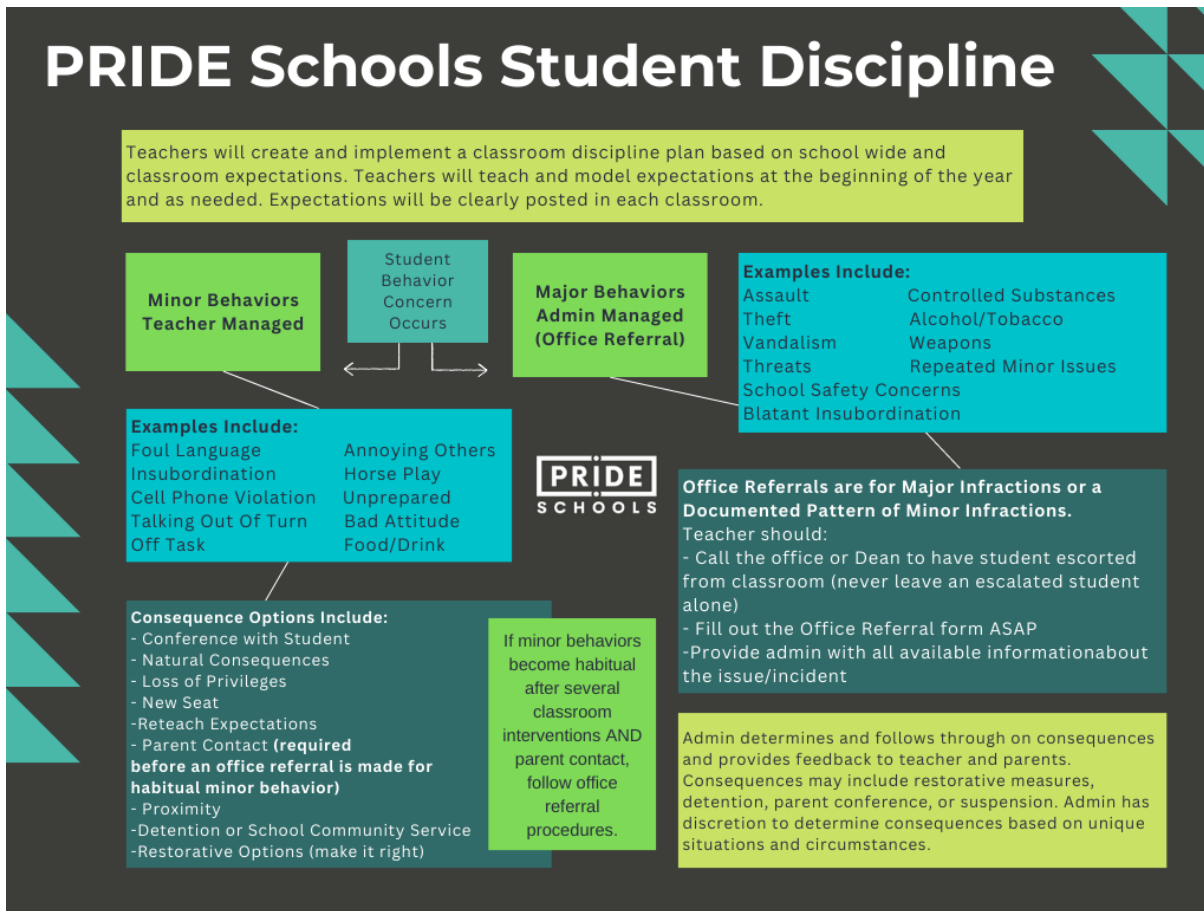 PRIDE Schools Student Discipline
Teachers will create and implement a classroom discipline plan based on school wide and
classroom expectations. Teachers will teach and model expectations at the beginning of the year
and as needed. Expectations will be clearly posted in each classroom.
Student
Behavior
Concern
Occurs
Minor Behaviors
Teacher Managed
Examples Include:
Foul Language Annoying Others
Insubordination Horse Play
Cell Phone Violation Unprepared
Talking Out Of Turn Bad Attitude
Off Task Food/Drink
Consequence Options Include:
- Conference with Student
- Natural Consequences
- Loss of Privileges
- New Seat
-Reteach Expectations
- Parent Contact (required
before an office referral is made for
habitual minor behavior)
- Proximity
-Detention or School Community Service
-Restorative Options (make it right)
If minor behaviors
become habitual
after several
classroom
interventions AND
parent contact,
follow office
referral
procedures.
PRIDE
SCHOOLS
Major Behaviors
Admin Managed
(Office Referral)
Examples Include:
Assault Controlled Substances
Theft Alcohol/Tobacco
Vandalism Weapons
Threats Repeated Minor Issues
School Safety Concerns
Blatant Insubordination
Office Referrals are for Major Infractions or a
Documented Pattern of Minor Infractions.
Teacher should:
- Call the office or Dean to have student escorted
from classroom (never leave an escalated student
alone)
- Fill out the Office Referral form ASAP
-Provide admin with all available informationabout
the issue/incident
Admin determines and follows through on consequences
and provides feedback to teacher and parents.
Consequences may include restorative measures,
detention, parent conference, or suspension. Admin has
discretion to determine consequences based on unique
situations and circumstances.